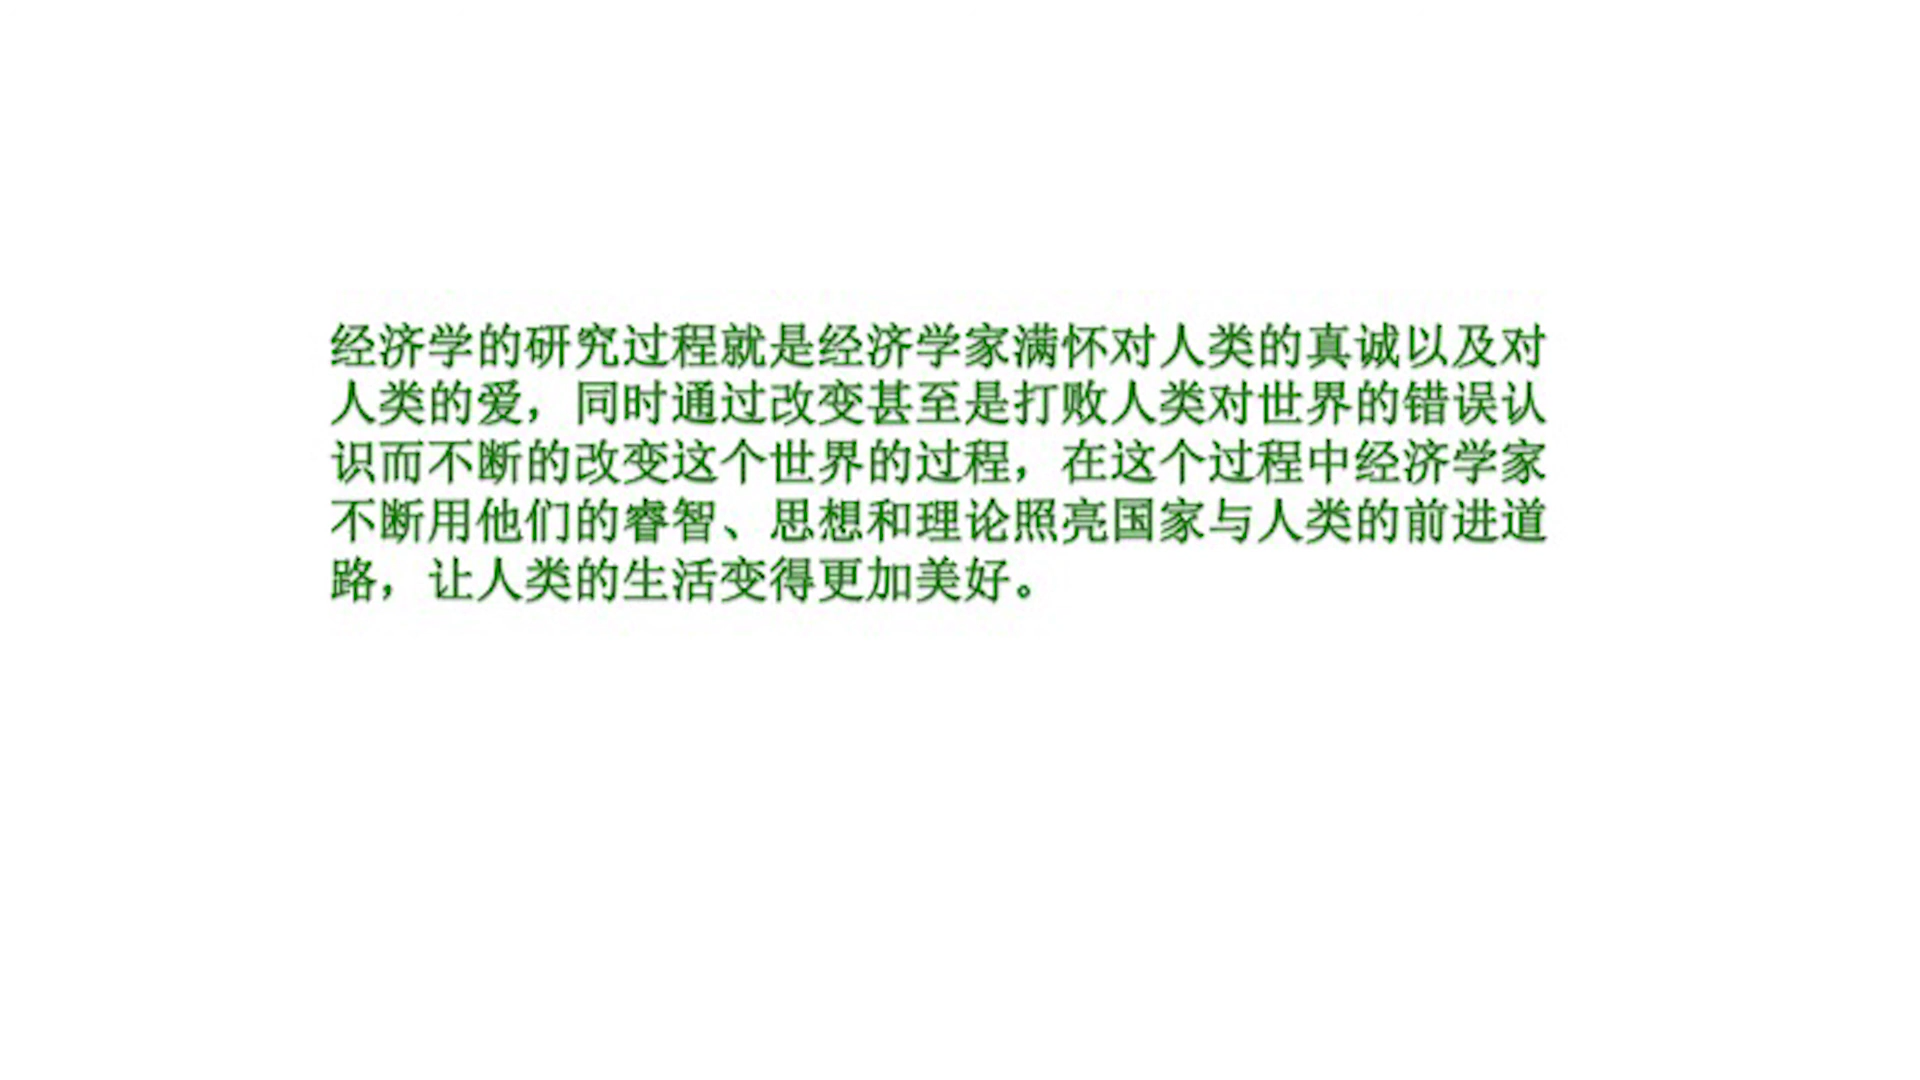 经济学的研究过程就是经济学家满怀对人类的真诚以及对
人类的爱，同时通过改变甚至是打败人类对世界的错误认
识而不断的改变这个世界的过程，在这个过程中经济学家
不断用他们的睿智、思想和理论照亮国家与人类的前进道
路，让人类的生活变得更加美好。